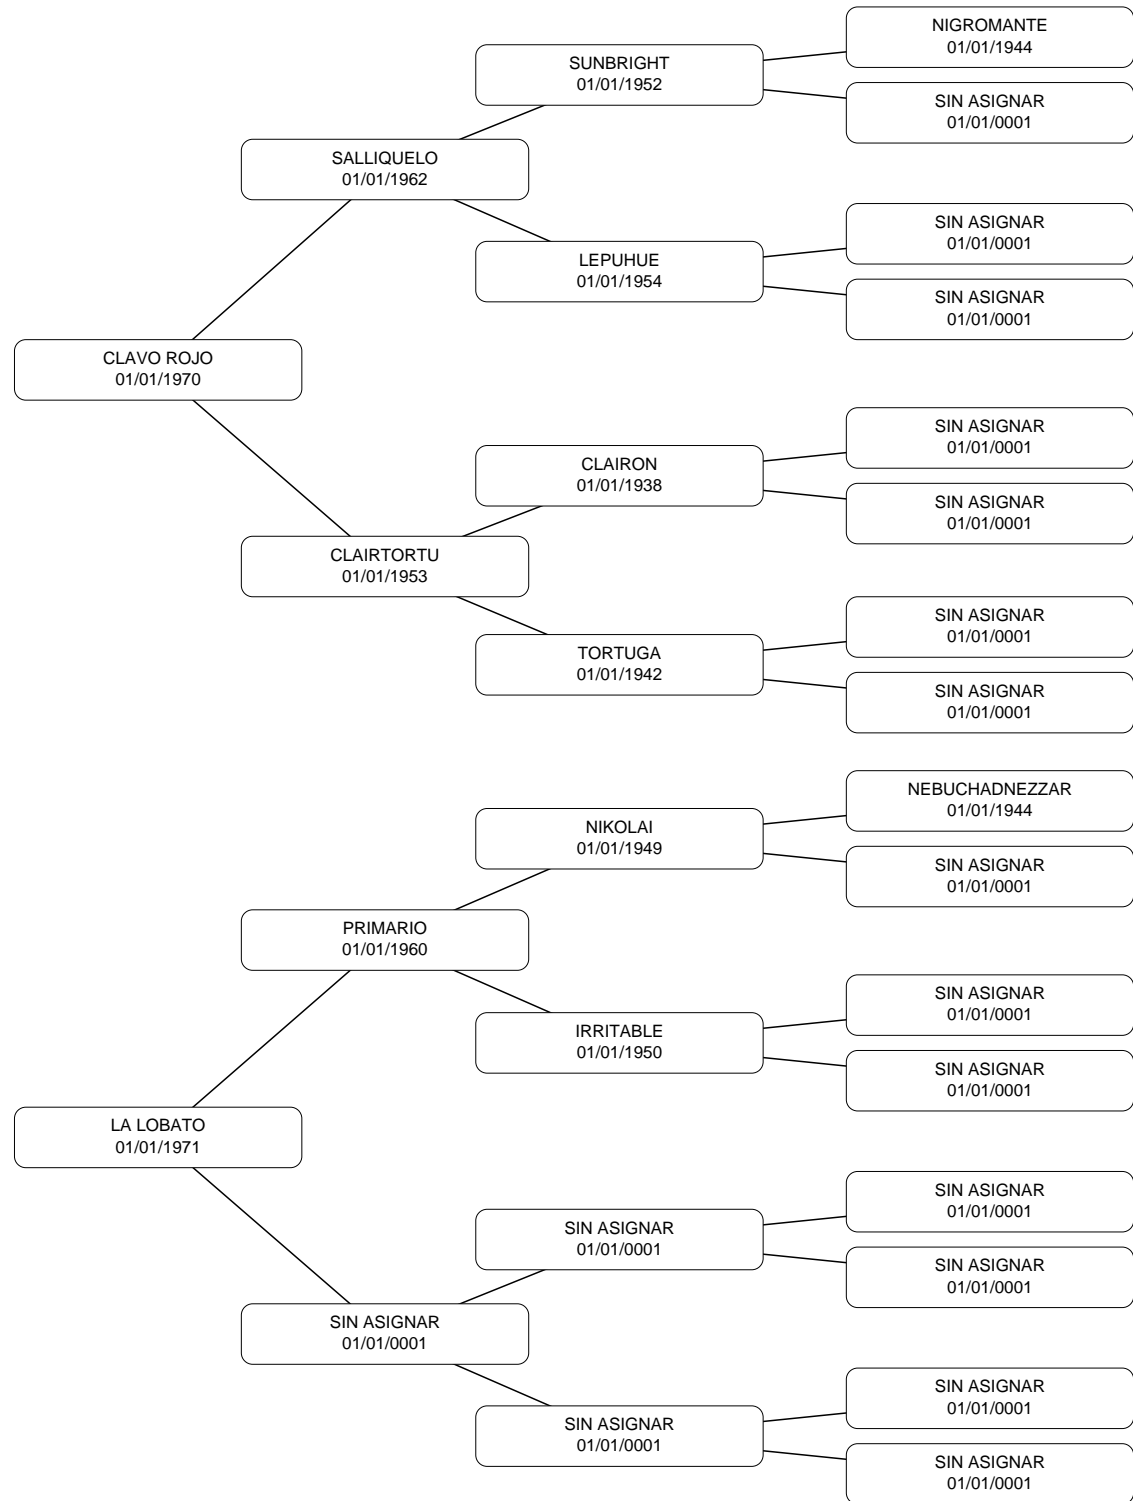 NIGROMANTE
01/01/1944
SUNBRIGHT
01/01/1952
SIN ASIGNAR
01/01/0001
SALLIQUELO
01/01/1962
SIN ASIGNAR
01/01/0001
LEPUHUE
01/01/1954
SIN ASIGNAR
01/01/0001
CLAVO ROJO
01/01/1970
SIN ASIGNAR
01/01/0001
CLAIRON
01/01/1938
SIN ASIGNAR
01/01/0001
CLAIRTORTU
01/01/1953
SIN ASIGNAR
01/01/0001
TORTUGA
01/01/1942
SIN ASIGNAR
01/01/0001
NEBUCHADNEZZAR
01/01/1944
NIKOLAI
01/01/1949
SIN ASIGNAR
01/01/0001
PRIMARIO
01/01/1960
SIN ASIGNAR
01/01/0001
IRRITABLE
01/01/1950
SIN ASIGNAR
01/01/0001
LA LOBATO
01/01/1971
SIN ASIGNAR
01/01/0001
SIN ASIGNAR
01/01/0001
SIN ASIGNAR
01/01/0001
SIN ASIGNAR
01/01/0001
SIN ASIGNAR
01/01/0001
SIN ASIGNAR
01/01/0001
SIN ASIGNAR
01/01/0001